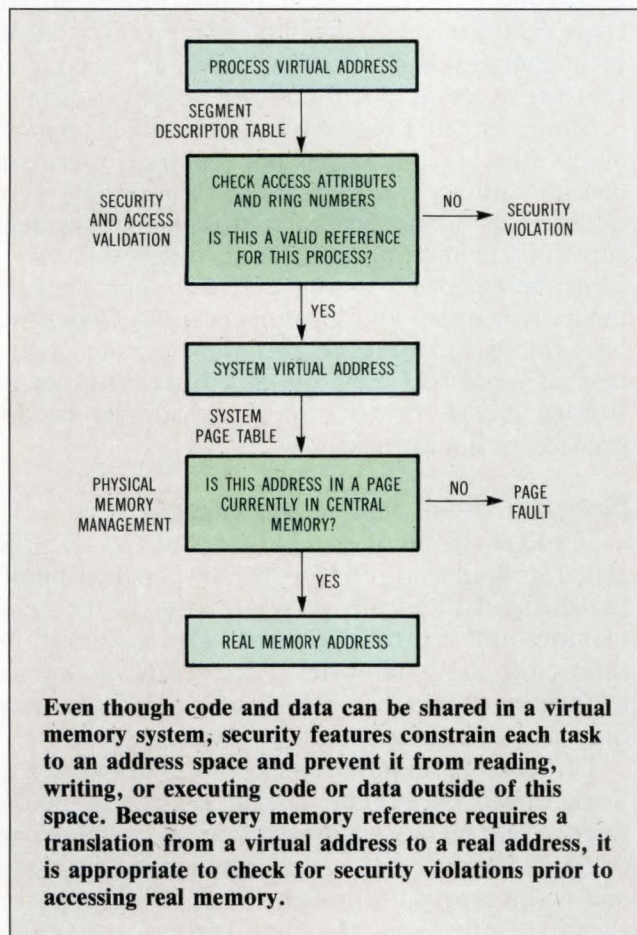 PROCESS VIRTUAL ADDRESS
SEGMENT
DESCRIPTOR TABLE
SECURITY
AND ACCESS
VALIDATION
CHECK ACCESS ATTRIBUTES
AND RING NUMBERS
IS THIS A VALID REFERENCE
FOR THIS PROCESS?
NO
SECURITY
VIOLATION
YES
SYSTEM VIRTUAL ADDRESS
SYSTEM
PAGE TABLE
PHYSICAL
MEMORY
MANAGEMENT
IS THIS ADDRESS IN A PAGE
CURRENTLY IN CENTRAL
MEMORY?
NO
PAGE
FAULT
YES
REAL MEMORY ADDRESS
Even though code and data can be shared in a virtual
memory system, security features constrain each task
to an address space and prevent it from reading,
writing, or executing code or data outside of this
space. Because every memory reference requires a
translation from a virtual address to a real address, it
is appropriate to check for security violations prior to
accessing real memory.